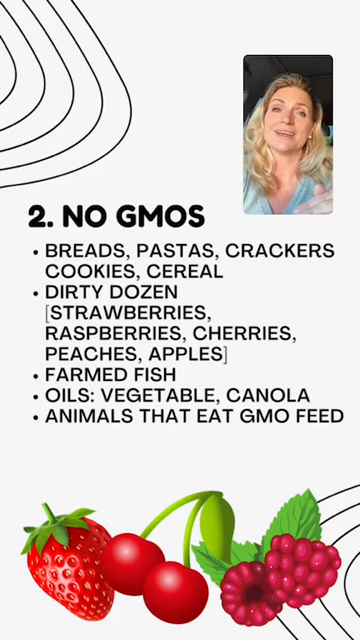 2. NO GMOS
• BREADS, PASTAS, CRACKERS
COOKIES, CEREAL
• DIRTY DOZEN
[STRAWBERRIES,
RASPBERRIES, CHERRIES,
PEACHES, APPLES]
• FARMED FISH
• OILS: VEGETABLE, CANOLA
• ANIMALS THAT EAT GMO FEED